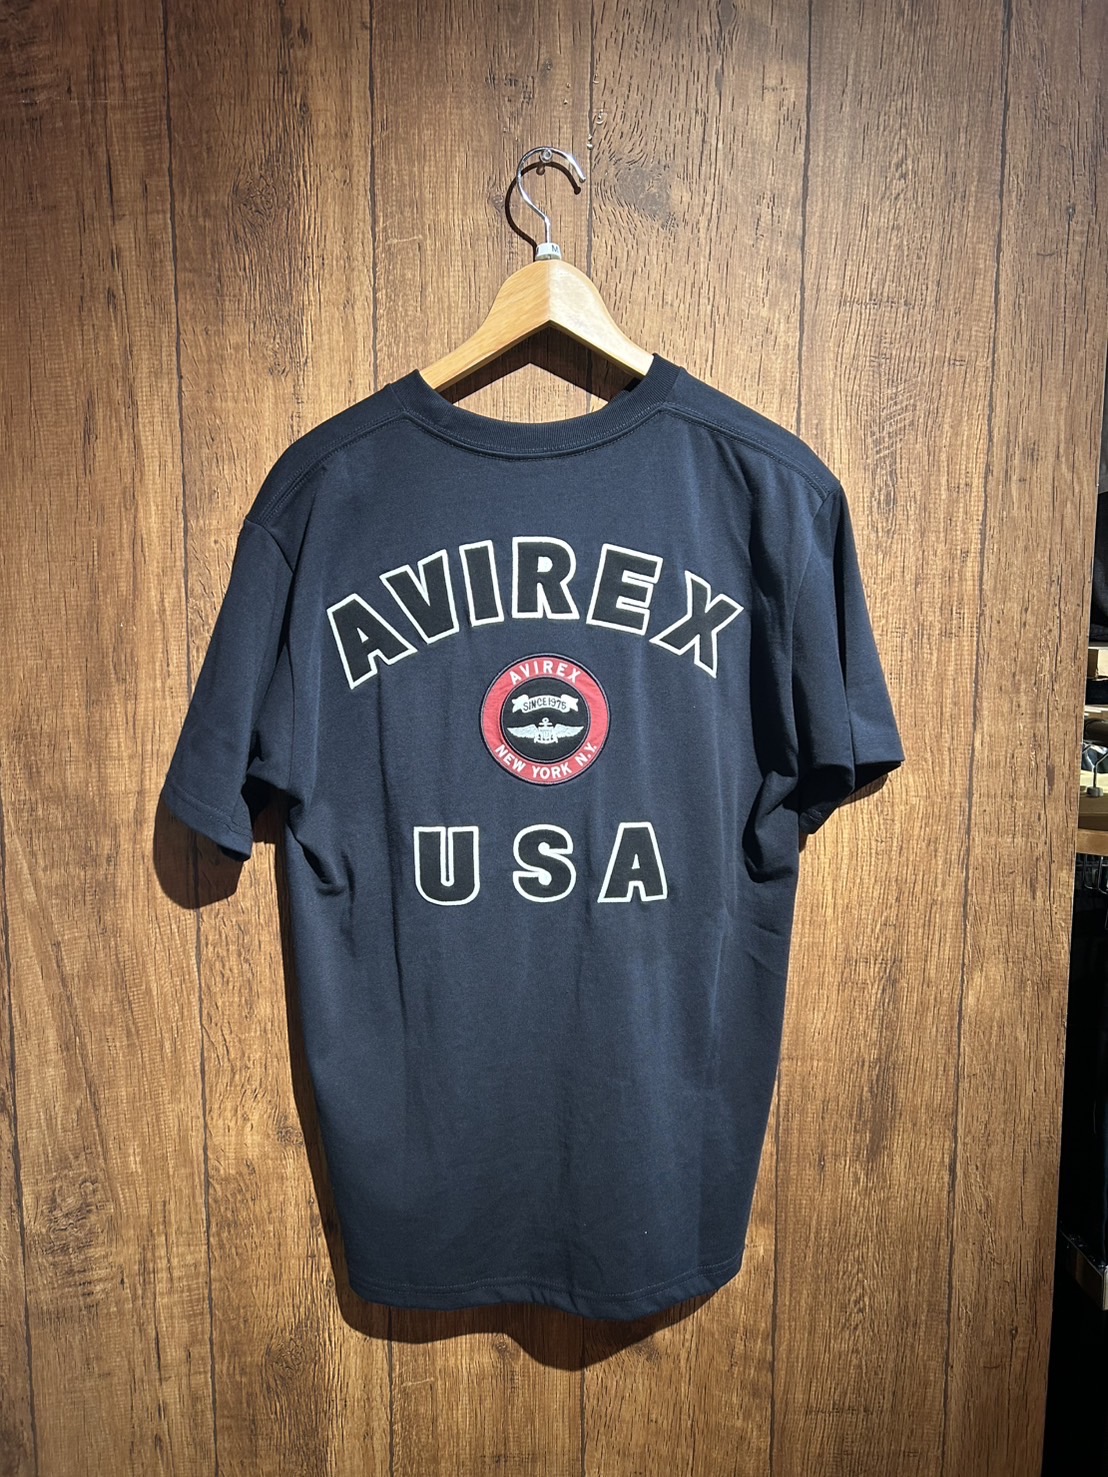 M
AVIREX
AVIREX
SINCE1975
NEW YORK N.Y.
USA